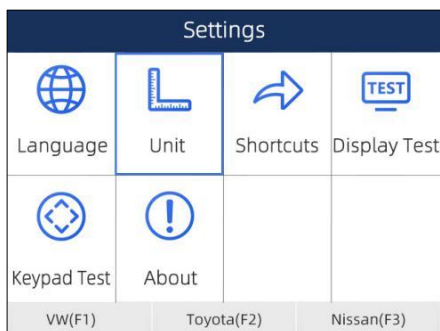 Settings
TEST
Language Unit Shortcuts Display Test
Keypad Test About
VW(F1) Toyota(F2) Nissan(F3)